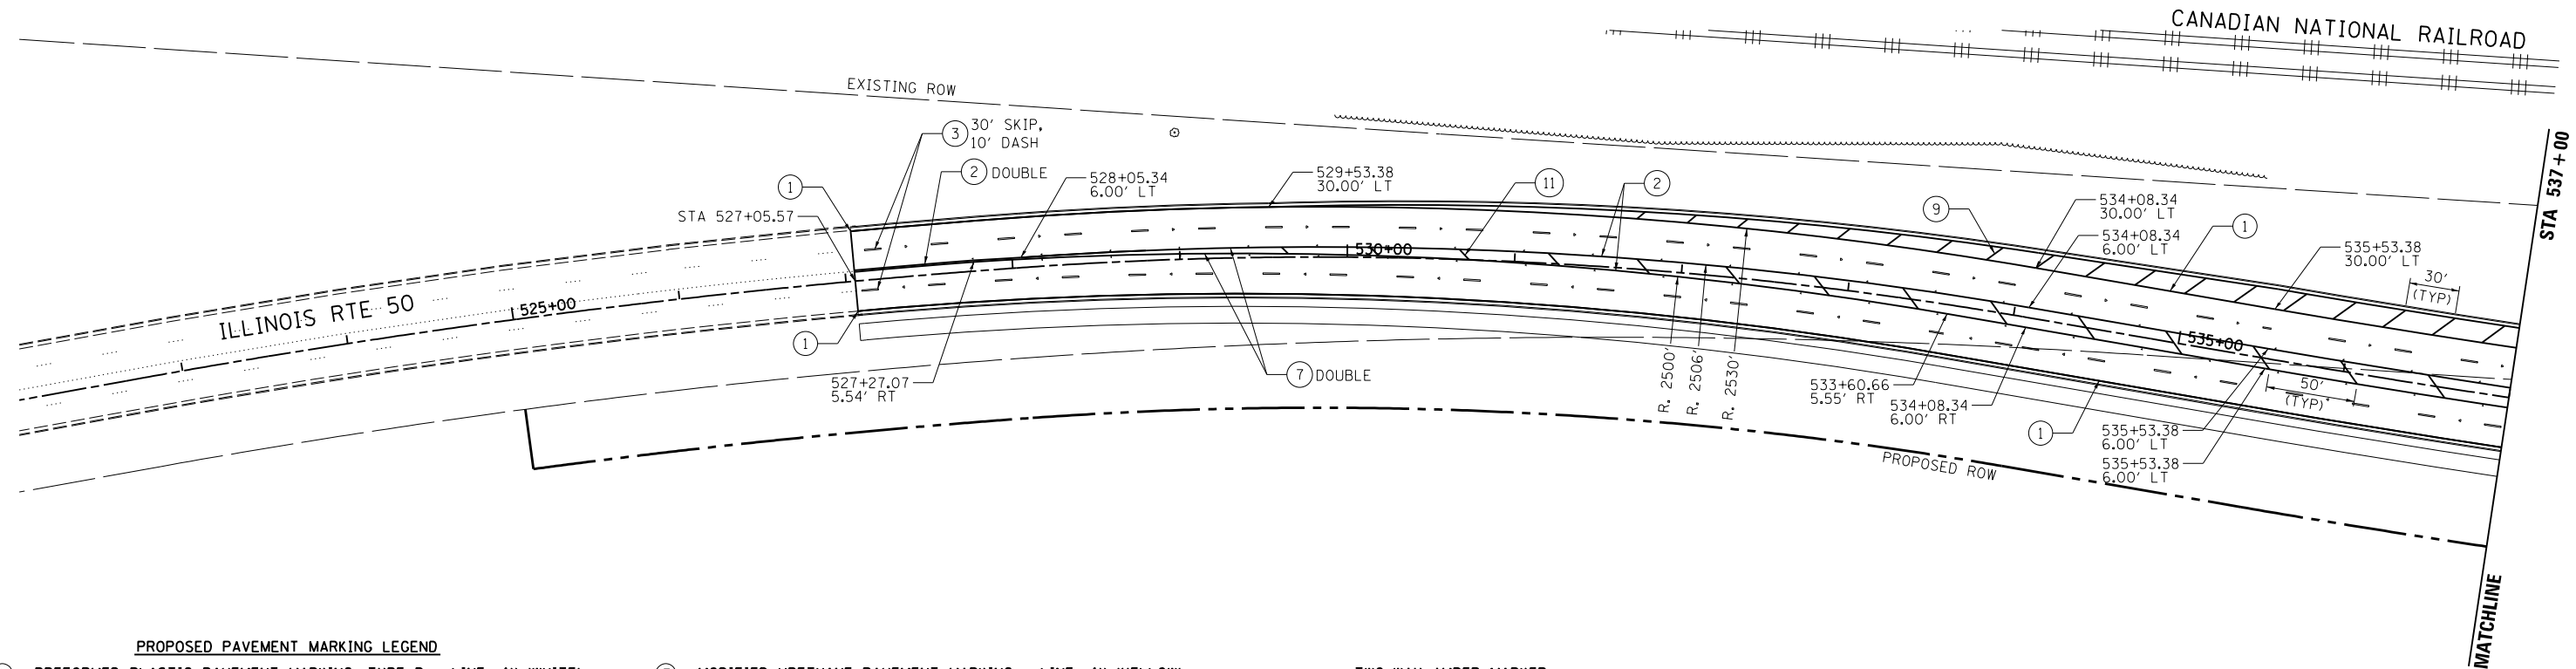 CANADIAN NATIONAL RAILROAD
EXISTING ROW
3
30' SKIP,
10' DASH
2 DOUBLE
1
STA 527+05.57
528+05.34
6.00' LT
529+53.38
30.00' LT
11
2
9
534+08.34
30.00' LT
534+08.34
6.00' LT
1
535+53.38
30.00' LT
30'
(TYP)
STA 537+00
ILLINOIS RTE 50
525+00
530+00
535+00
1
527+27.07
5.54' RT
7 DOUBLE
R. 2500'
R. 2506'
R. 2530'
533+60.66
5.55' RT
534+08.34
6.00' RT
1
50'
(TYP)
535+53.38
6.00' LT
535+53.38
6.00' LT
PROPOSED ROW
MATCHLINE
PROPOSED PAVEMENT MARKING LEGEND